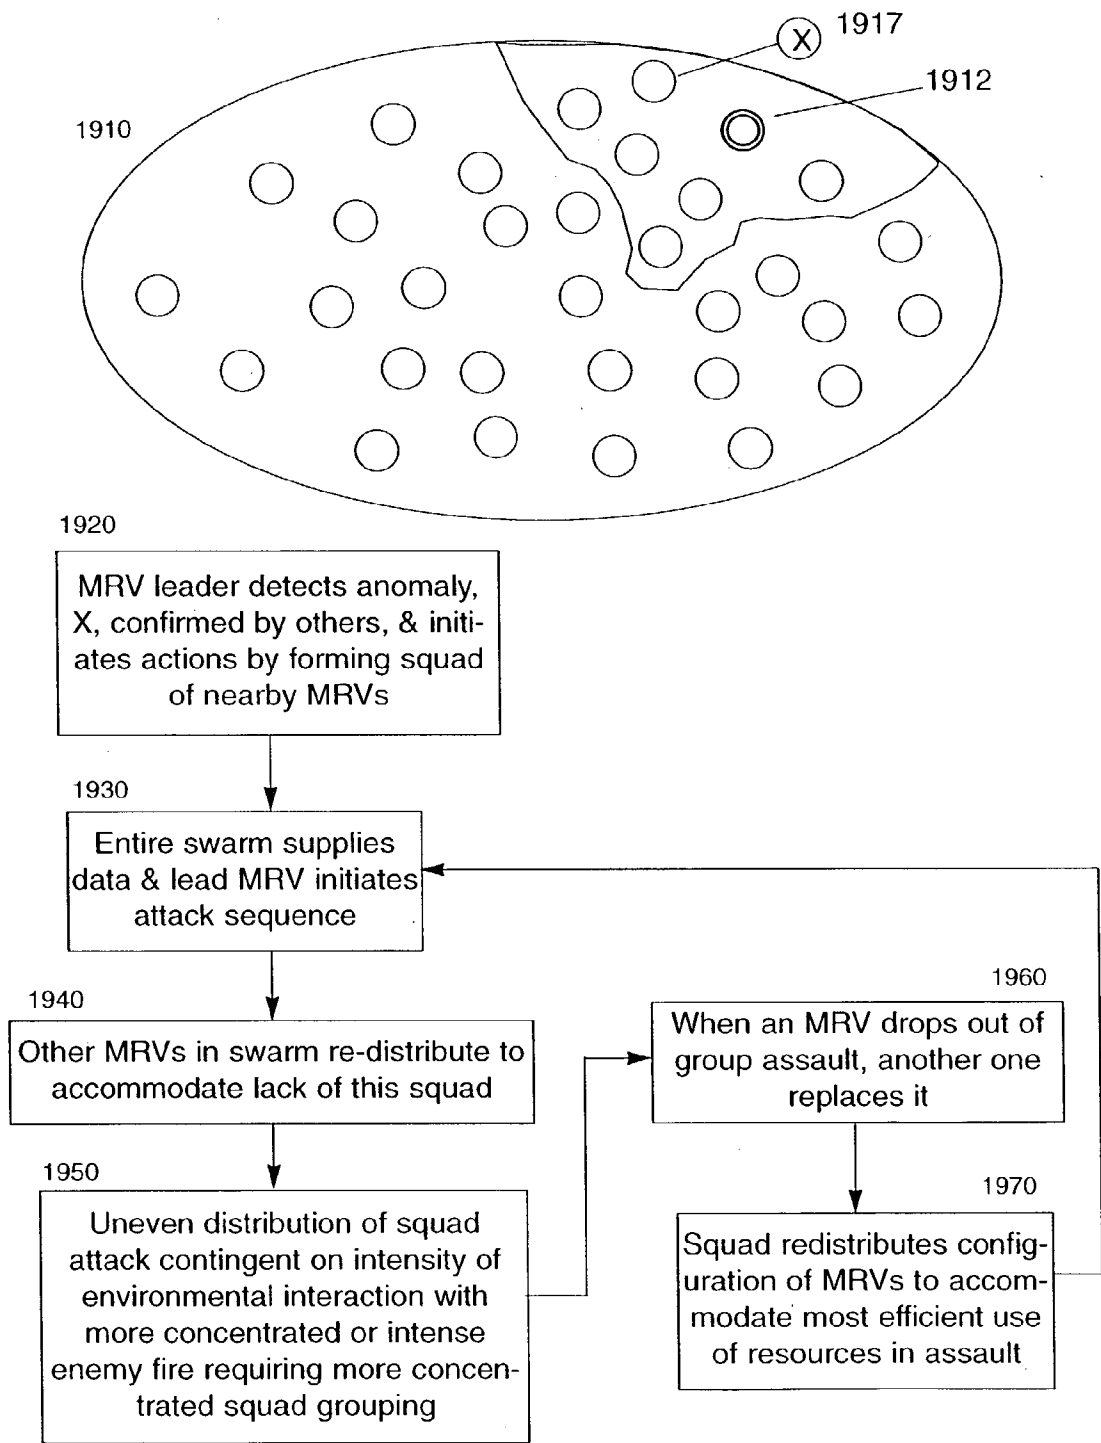 X 1917
1912
1910
1920
MRV leader detects anomaly,
X, confirmed by others, & initi-
ates actions by forming squad
of nearby MRVs
1930
Entire swarm supplies
data & lead MRV initiates
attack sequence
1940
Other MRVs in swarm re-distribute to
accommodate lack of this squad
1950
Uneven distribution of squad
attack contingent on intensity of
environmental interaction with
more concentrated or intense
enemy fire requiring more concen-
trated squad grouping
1960
When an MRV drops out of
group assault, another one
replaces it
1970
Squad redistributes config-
uration of MRVs to accom-
modate most efficient use
of resources in assault